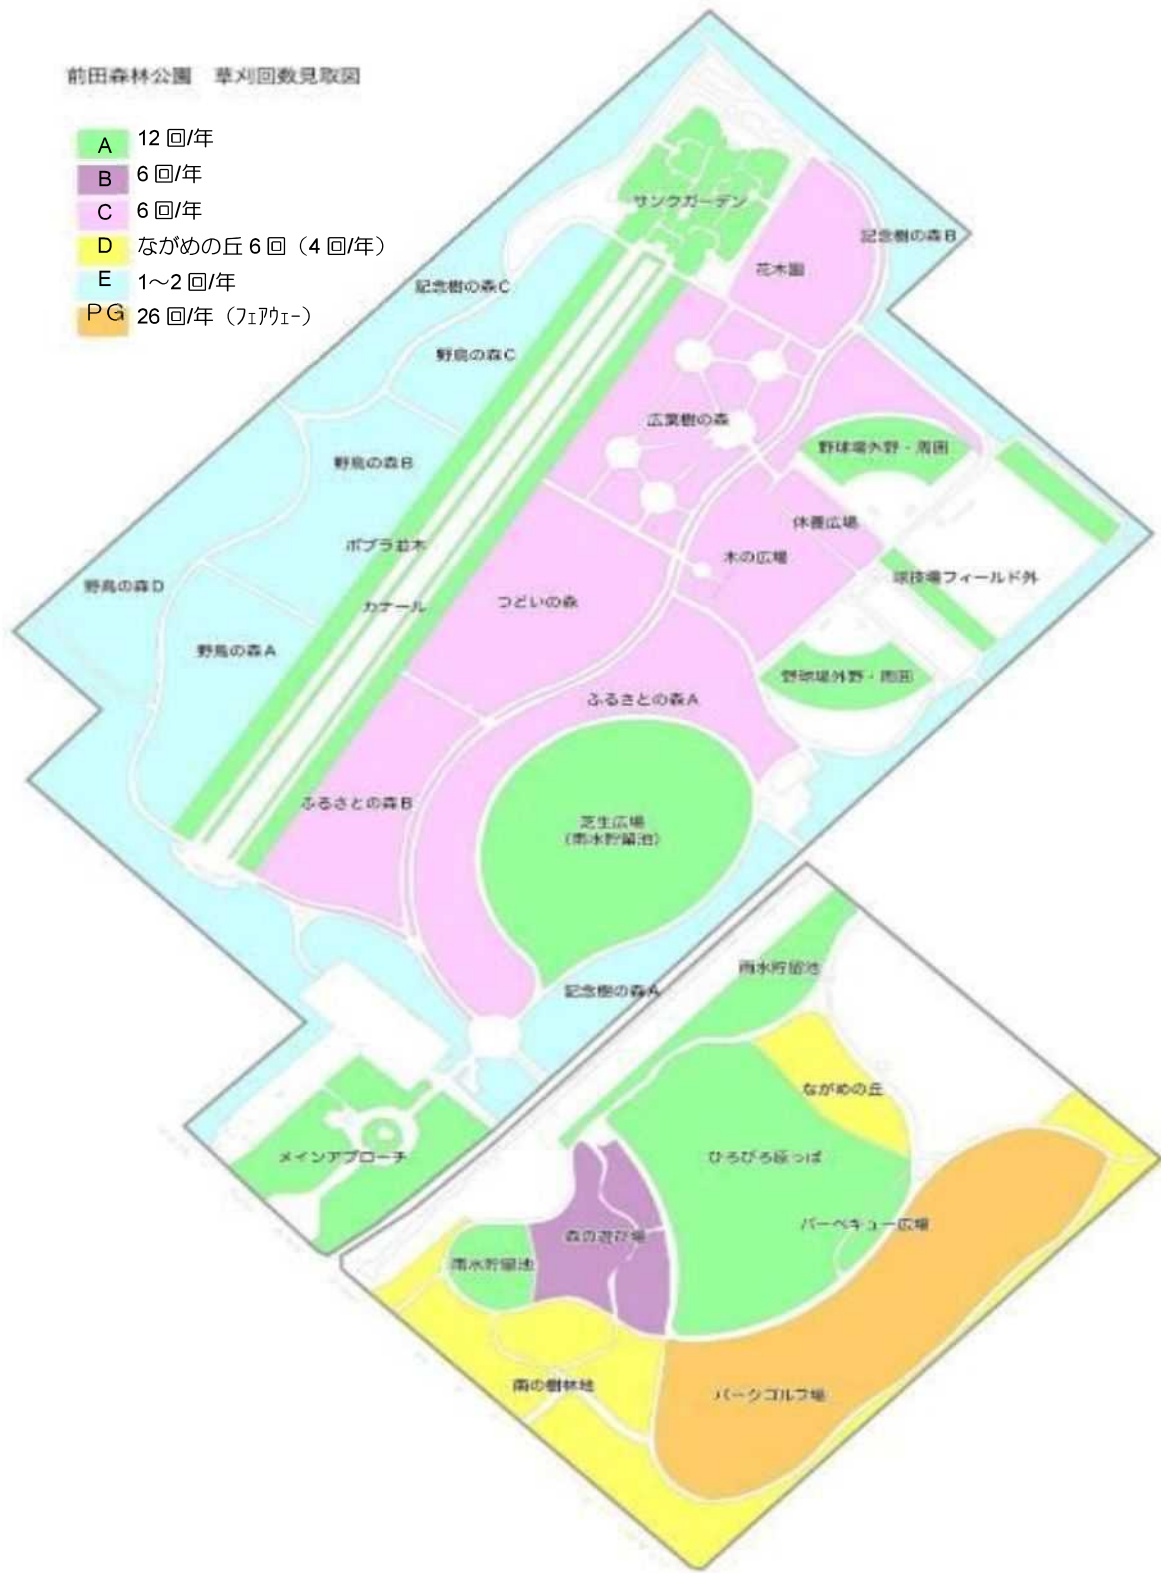 前田森林公園 草刈回数見取図
A 12回/年
B 6回/年
C 6回/年
D ながめの丘6回（4回/年）
E 1～2回/年
PG 26回/年（ﾌｪｱｳｪｰ）
サンクガーデン
記念樹の森B
花木園
記念樹の森C
野鳥の森C
広葉樹の森
野球場外野・周囲
野鳥の森B
休養広場
ポプラ並木
木の広場
球技場フィールド外
野鳥の森D
カナール
つどいの森
野鳥の森A
野球場外野・周囲
ふるさとの森A
ふるさとの森B
芝生広場
（雨水貯留池）
雨水貯留池
記念樹の森A
ながめの丘
メインアプローチ
ひろびろ原っぱ
バーベキュー広場
森の遊び場
雨水貯留池
南の樹林地
パークゴルフ場